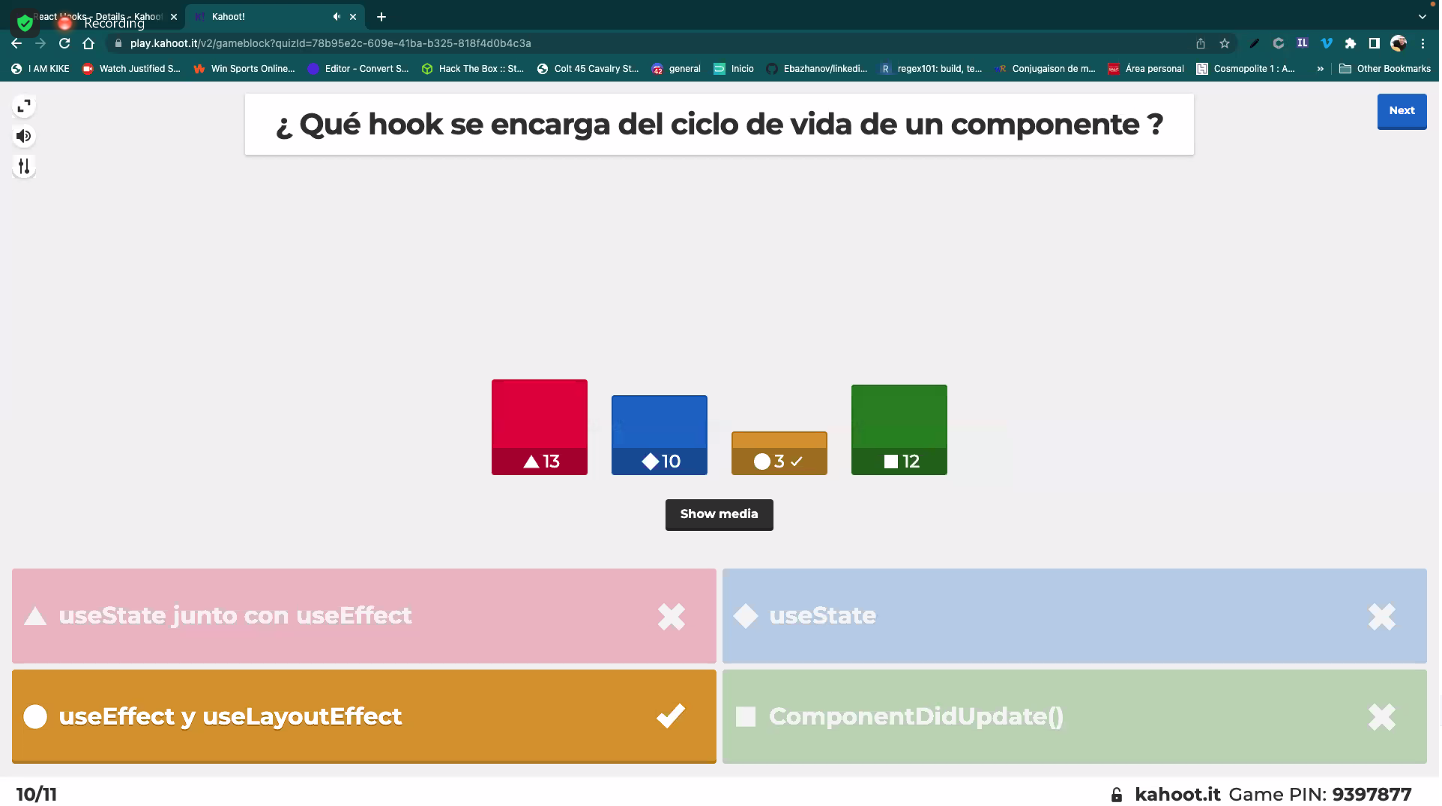 React Hooks - Details - Kahoot!
Kahoot!
Recording
play.kahoot.it/v2/gameblock?quizId=78b95e2c-609e-41ba-b325-818f4d0b4c3a
I AM KIKE
Watch Justified S...
Win Sports Online...
Editor - Convert S...
Hack The Box :: St...
Colt 45 Cavalry St...
general
Inicio
Ebazhanov/linkedi...
regex101: build, te...
Conjugaison de m...
Área personal
Cosmopolite 1 : A...
»
Other Bookmarks
¿ Qué hook se encarga del ciclo de vida de un componente ?
Next
13
10
3
12
Show media
useState junto con useEffect
useState
useEffect y useLayoutEffect
ComponentDidUpdate()
10/11
kahoot.it Game PIN: 9397877